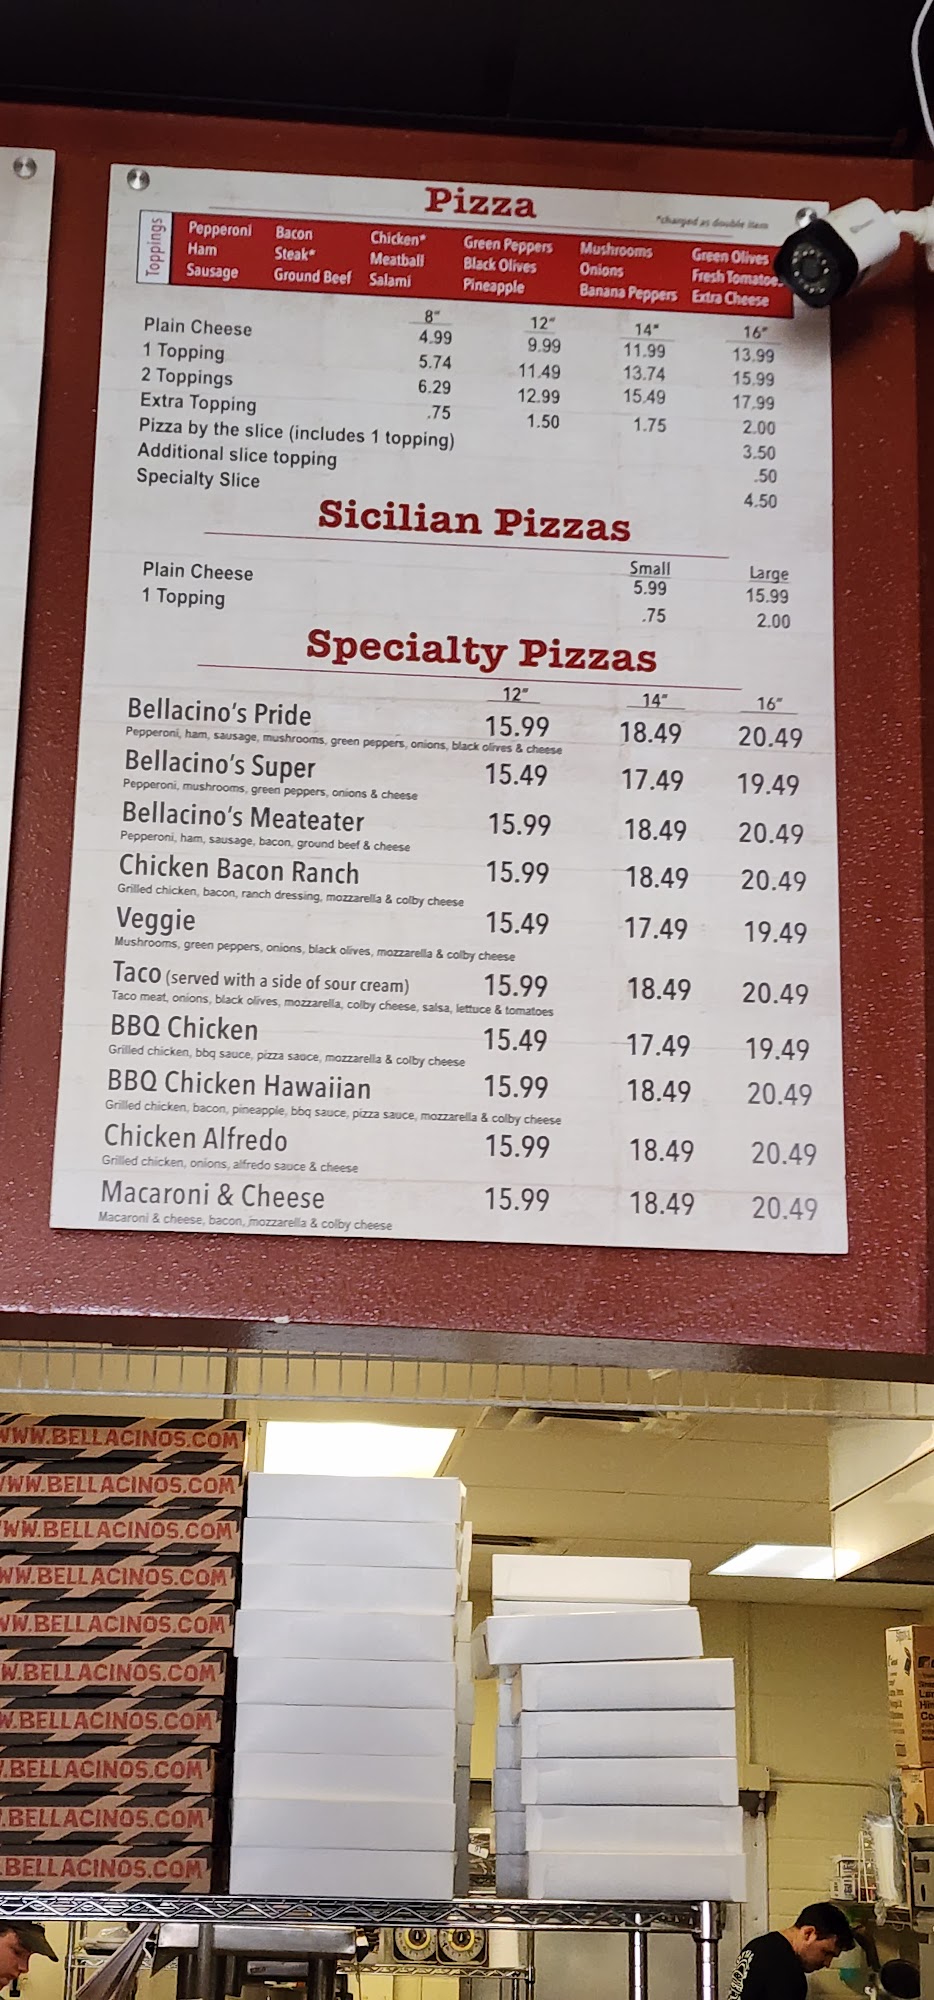 Pizza
*charged as double item
Toppings
Pepperoni Bacon Chicken* Green Peppers Mushrooms Green Olives
Ham Steak* Meatball Black Olives Onions Fresh Tomatoes
Sausage Ground Beef Salami Pineapple Banana Peppers Extra Cheese
8" 12" 14" 16"
Plain Cheese 4.99 9.99 11.99 13.99
1 Topping 5.74 11.49 13.74 15.99
2 Toppings 6.29 12.99 15.49 17.99
Extra Topping .75 1.50 1.75 2.00
Pizza by the slice (includes 1 topping) 3.50
Additional slice topping .50
Specialty Slice 4.50
Sicilian Pizzas
Small Large
Plain Cheese 5.99 15.99
1 Topping .75 2.00
Specialty Pizzas
12" 14" 16"
Bellacino's Pride 15.99 18.49 20.49
Pepperoni, ham, sausage, mushrooms, green peppers, onions, black olives & cheese
Bellacino's Super 15.49 17.49 19.49
Pepperoni, mushrooms, green peppers, onions & cheese
Bellacino's Meateater 15.99 18.49 20.49
Pepperoni, ham, sausage, bacon, ground beef & cheese
Chicken Bacon Ranch 15.99 18.49 20.49
Grilled chicken, bacon, ranch dressing, mozzarella & colby cheese
Veggie 15.49 17.49 19.49
Mushrooms, green peppers, onions, black olives, mozzarella & colby cheese
Taco (served with a side of sour cream) 15.99 18.49 20.49
Taco meat, onions, black olives, mozzarella, colby cheese, salsa, lettuce & tomatoes
BBQ Chicken 15.49 17.49 19.49
Grilled chicken, bbq sauce, pizza sauce, mozzarella & colby cheese
BBQ Chicken Hawaiian 15.99 18.49 20.49
Grilled chicken, bacon, pineapple, bbq sauce, pizza sauce, mozzarella & colby cheese
Chicken Alfredo 15.99 18.49 20.49
Grilled chicken, onions, alfredo sauce & cheese
Macaroni & Cheese 15.99 18.49 20.49
Macaroni & cheese, bacon, mozzarella & colby cheese
WWW.BELLACINOS.COM
WW.BELLACINOS.COM
WW.BELLACINOS.COM
WW.BELLACINOS.COM
WW.BELLACINOS.COM
W.BELLACINOS.COM
W.BELLACINOS.COM
.BELLACINOS.COM
.BELLACINOS.COM
BELLACINOS.COM